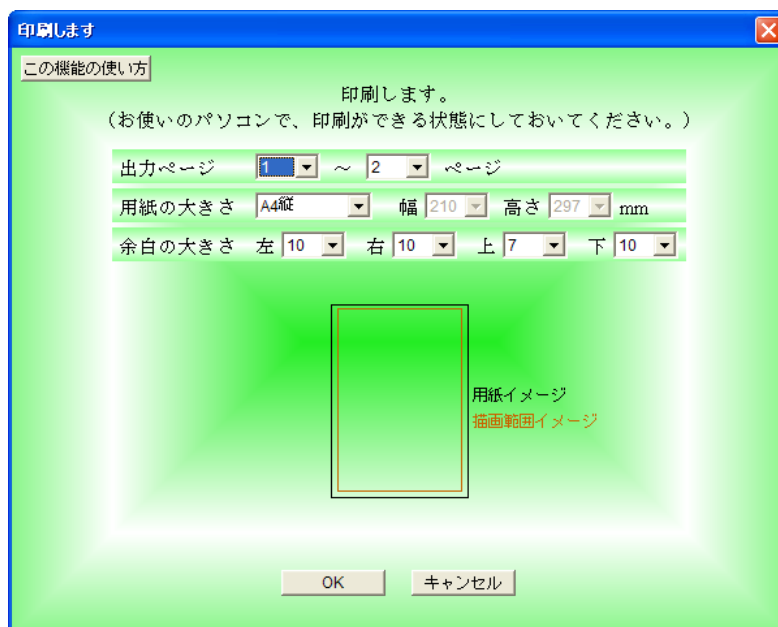 印刷します
この機能の使い方
印刷します。
（お使いのパソコンで、印刷ができる状態にしておいてください。）
出力ページ 1 ～ 2 ページ
用紙の大きさ A4縦 幅 210 高さ 297 mm
余白の大きさ 左 10 右 10 上 7 下 10
用紙イメージ
描画範囲イメージ
OK キャンセル